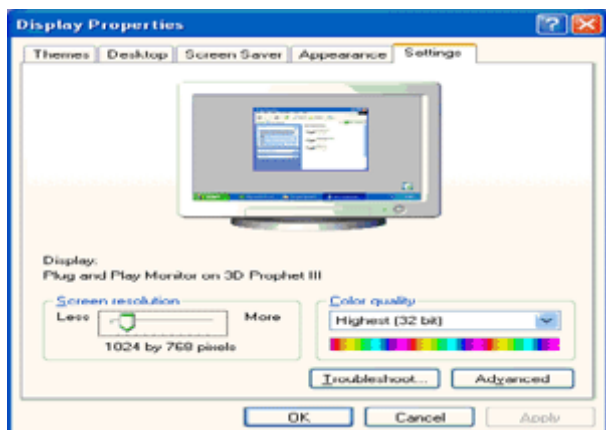 Display Properties
Themes Desktop Screen Saver Appearance Settings
Display:
Plug and Play Monitor on 3D Prophet III
Screen resolution
Less More
1024 by 768 pixels
Color quality
Highest (32 bit)
Troubleshoot... Advanced
OK Cancel Apply